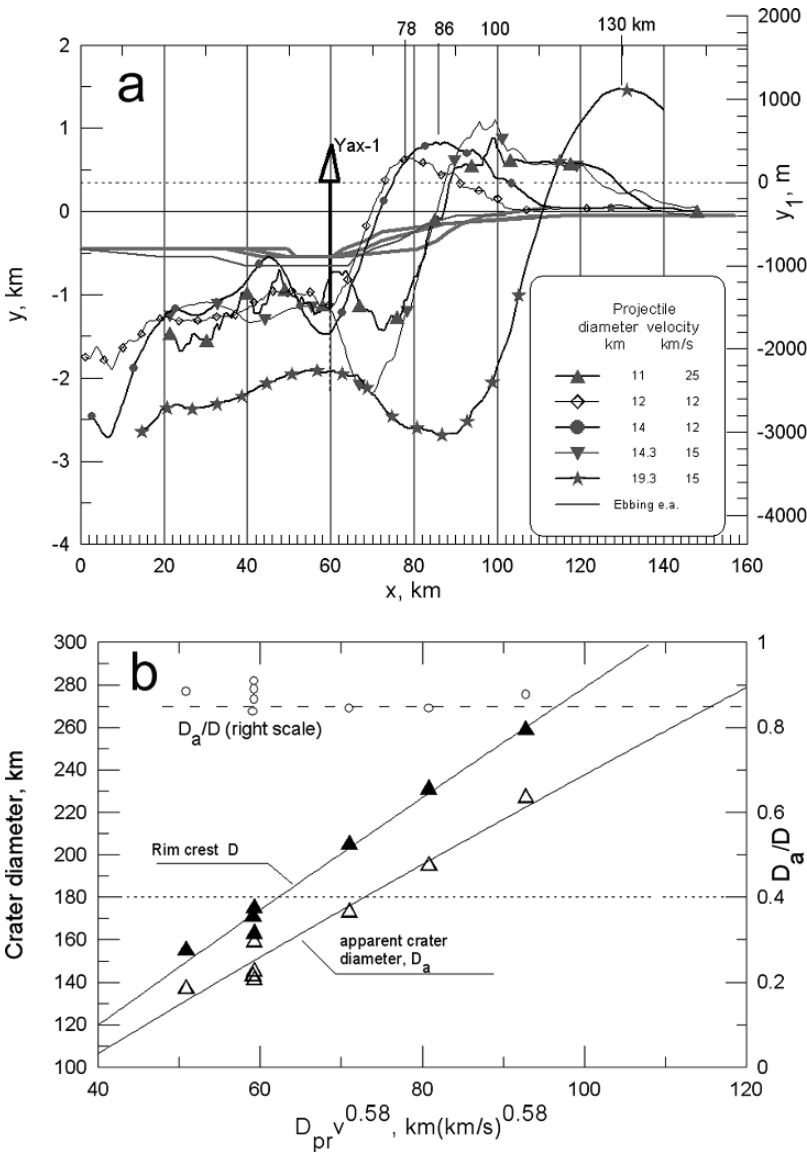 78 86 100 130 km
a
2
1
0
-1
-2
-3
-4
y, km
2000
1000
0
-1000
-2000
-3000
-4000
y1, m
Yax-1
Projectile
diameter velocity
km km/s
11 25
12 12
14 12
14.3 15
19.3 15
Ebbing e.a.
0 20 40 60 80 100 120 140 160
x, km
b
300
280
260
240
220
200
180
160
140
120
100
Crater diameter, km
1
0.8
0.6
0.4
0.2
0
Da/D
Da/D (right scale)
Rim crest D
apparent crater
diameter, Da
40 60 80 100 120
Dprv0.58, km(km/s)0.58